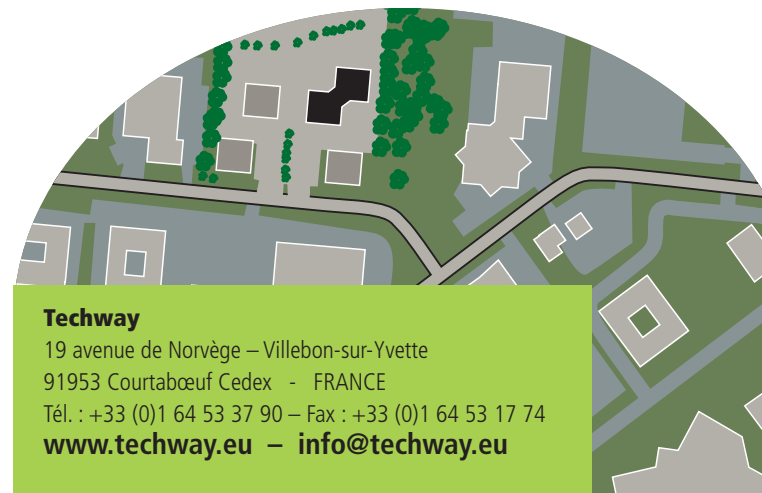 Techway
19 avenue de Norvège – Villebon-sur-Yvette
91953 Courtabœuf Cedex - FRANCE
Tél. : +33 (0)1 64 53 37 90 – Fax : +33 (0)1 64 53 17 74
www.techway.eu – info@techway.eu